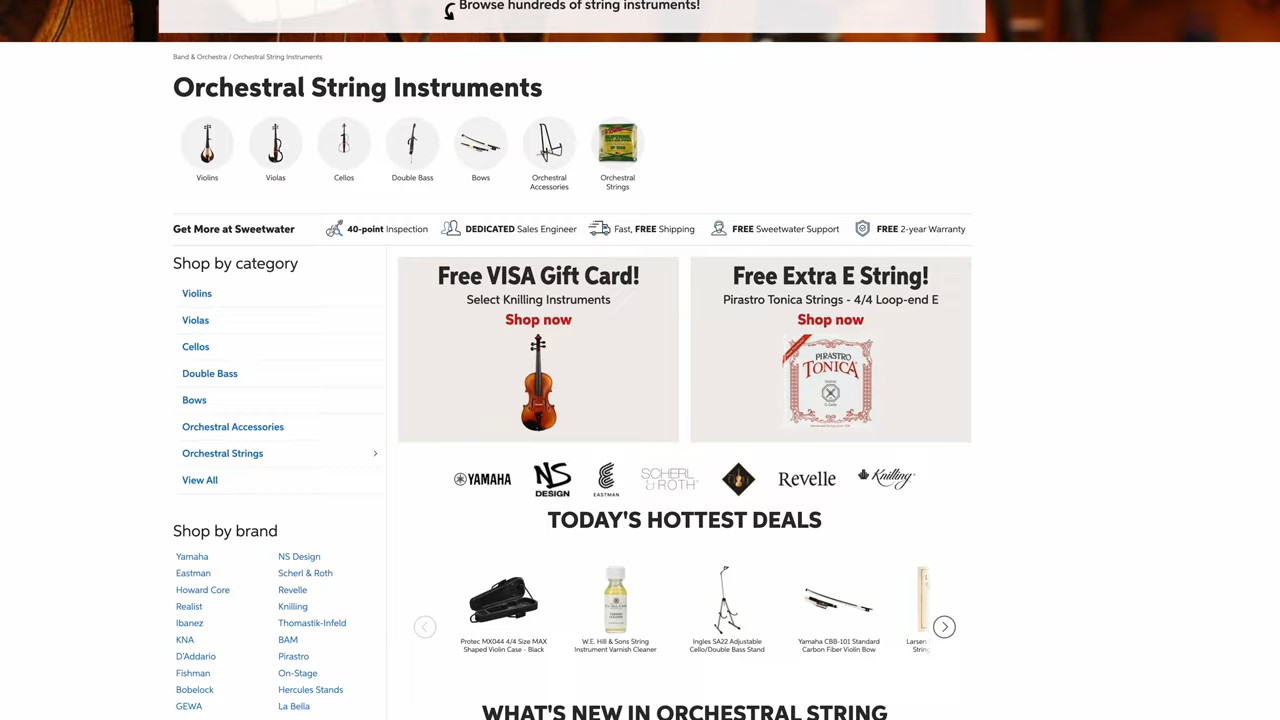 Browse hundreds of string instruments!
Band & Orchestra / Orchestral String Instruments
Orchestral String Instruments
Violins
Violas
Cellos
Double Bass
Bows
Orchestral
Accessories
Orchestral
Strings
Get More at Sweetwater
40-point Inspection
DEDICATED Sales Engineer
Fast, FREE Shipping
FREE Sweetwater Support
FREE 2-year Warranty
Shop by category
Violins
Violas
Cellos
Double Bass
Bows
Orchestral Accessories
Orchestral Strings
View All
Shop by brand
Yamaha
NS Design
Eastman
Scherl & Roth
Howard Core
Revelle
Realist
Knilling
Ibanez
Thomastik-Infeld
KNA
BAM
D'Addario
Pirastro
Fishman
On-Stage
Bobelock
Hercules Stands
GEWA
La Bella
Free VISA Gift Card!
Select Knilling Instruments
Shop now
Free Extra E String!
Pirastro Tonica Strings - 4/4 Loop-end E
Shop now
PIRASTRO
TONICA
YAMAHA
NS
DESIGN
EASTMAN
SCHERL
& ROTH
Revelle
Knilling
TODAY'S HOTTEST DEALS
Protec MX044 4/4 Size MAX
Shaped Violin Case - Black
W.E. Hill & Sons String
Instrument Varnish Cleaner
Ingles SA22 Adjustable
Cello/Double Bass Stand
Yamaha CBB-101 Standard
Carbon Fiber Violin Bow
Larsen
String
WHAT'S NEW IN ORCHESTRAL STRING